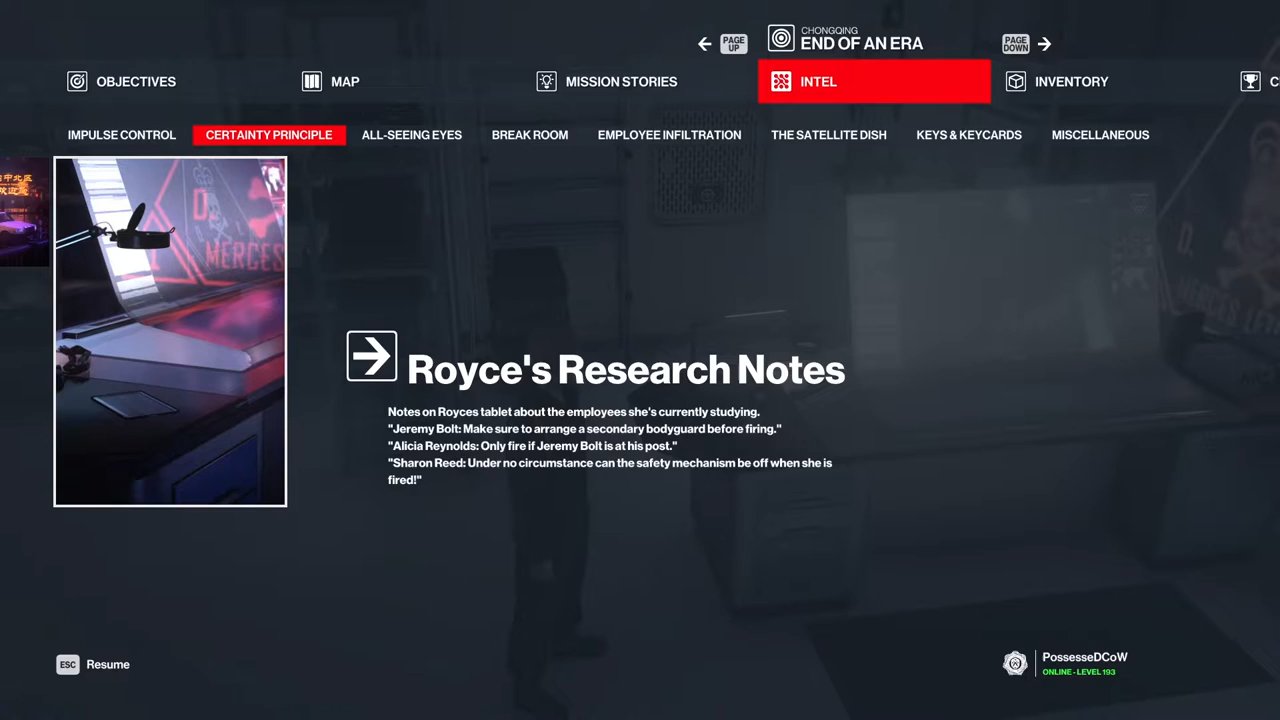 CHONGQING
PAGE UP
END OF AN ERA
PAGE DOWN
OBJECTIVES
MAP
MISSION STORIES
INTEL
INVENTORY
C
IMPULSE CONTROL
CERTAINTY PRINCIPLE
ALL-SEEING EYES
BREAK ROOM
EMPLOYEE INFILTRATION
THE SATELLITE DISH
KEYS & KEYCARDS
MISCELLANEOUS
D.
MERCES
Royce's Research Notes
Notes on Royces tablet about the employees she's currently studying.
"Jeremy Bolt: Make sure to arrange a secondary bodyguard before firing."
"Alicia Reynolds: Only fire if Jeremy Bolt is at his post."
"Sharon Reed: Under no circumstance can the safety mechanism be off when she is
fired!"
ESC Resume
PossesseDCoW
ONLINE - LEVEL 193